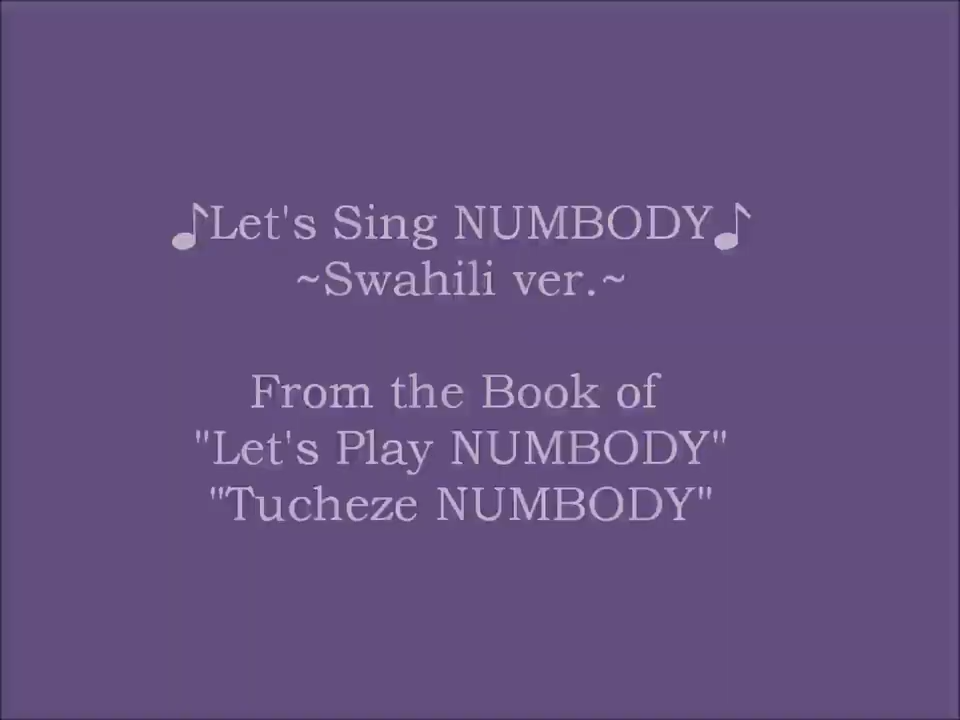 ♪Let's Sing NUMBODY♪
~Swahili ver.~
From the Book of
"Let's Play NUMBODY"
"Tucheze NUMBODY"